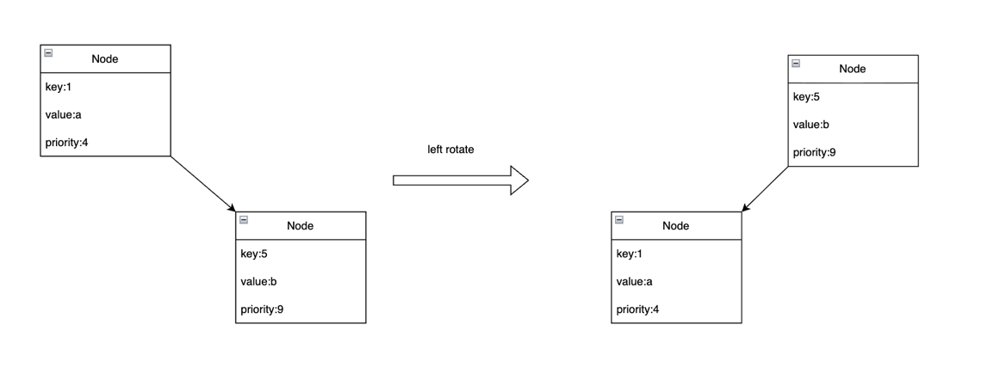 Node
key:1
value:a
priority:4
Node
key:5
value:b
priority:9
left rotate
Node
key:5
value:b
priority:9
Node
key:1
value:a
priority:4